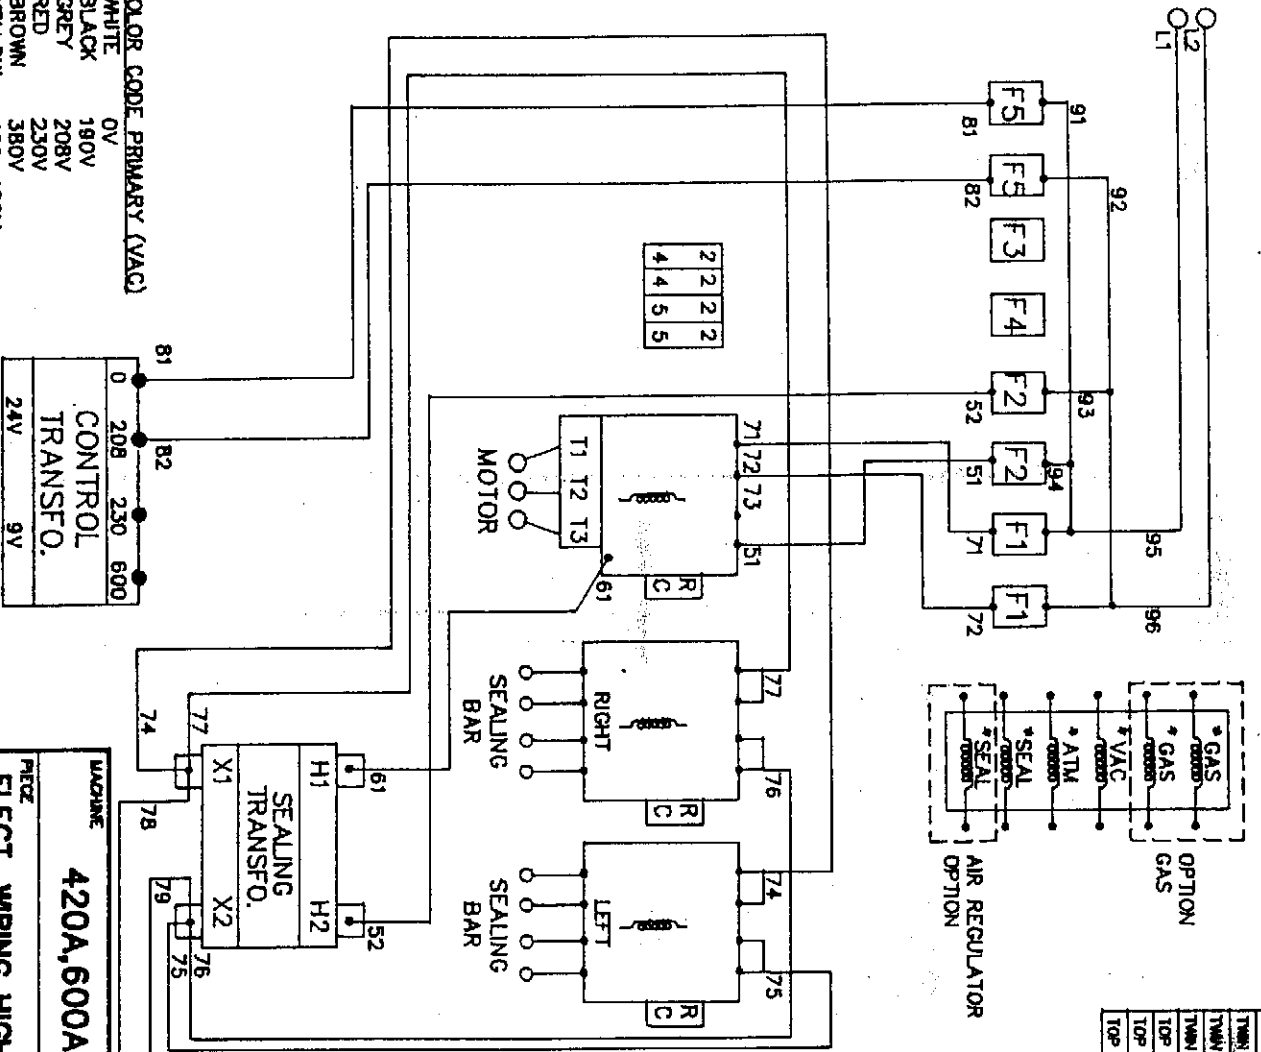 L2
L1
F5
F5
F3
F4
F2
F2
F1
F1
91
92
93
94
95
96
81
82
52
51
71
72
2 2 2 2
4 4 5 5
71
72
73
51
T1 T2 T3
MOTOR
61
R
C
77
76
RIGHT
SEALING
BAR
R
C
74
75
LEFT
SEALING
BAR
R
C
* GAS
* GAS
* VAC
* ATM
* SEAL
* SEAL
OPTION
GAS
AIR REGULATOR
OPTION
TWIN
TWIN
TWIN
TOP
TOP
TOP
OLOR CODE PRIMARY (VAC)
WHITE 0V
BLACK 190V
GREY 208V
RED 230V
BROWN 380V
81
82
0 208 230 600
CONTROL
TRANSFO.
24V 9V
74
77
78
79
75
76
61
52
H1 H2
SEALING
TRANSFO.
X1 X2
MACHINE
420A,600A
PIECE
ELECT. WIRING HIGH